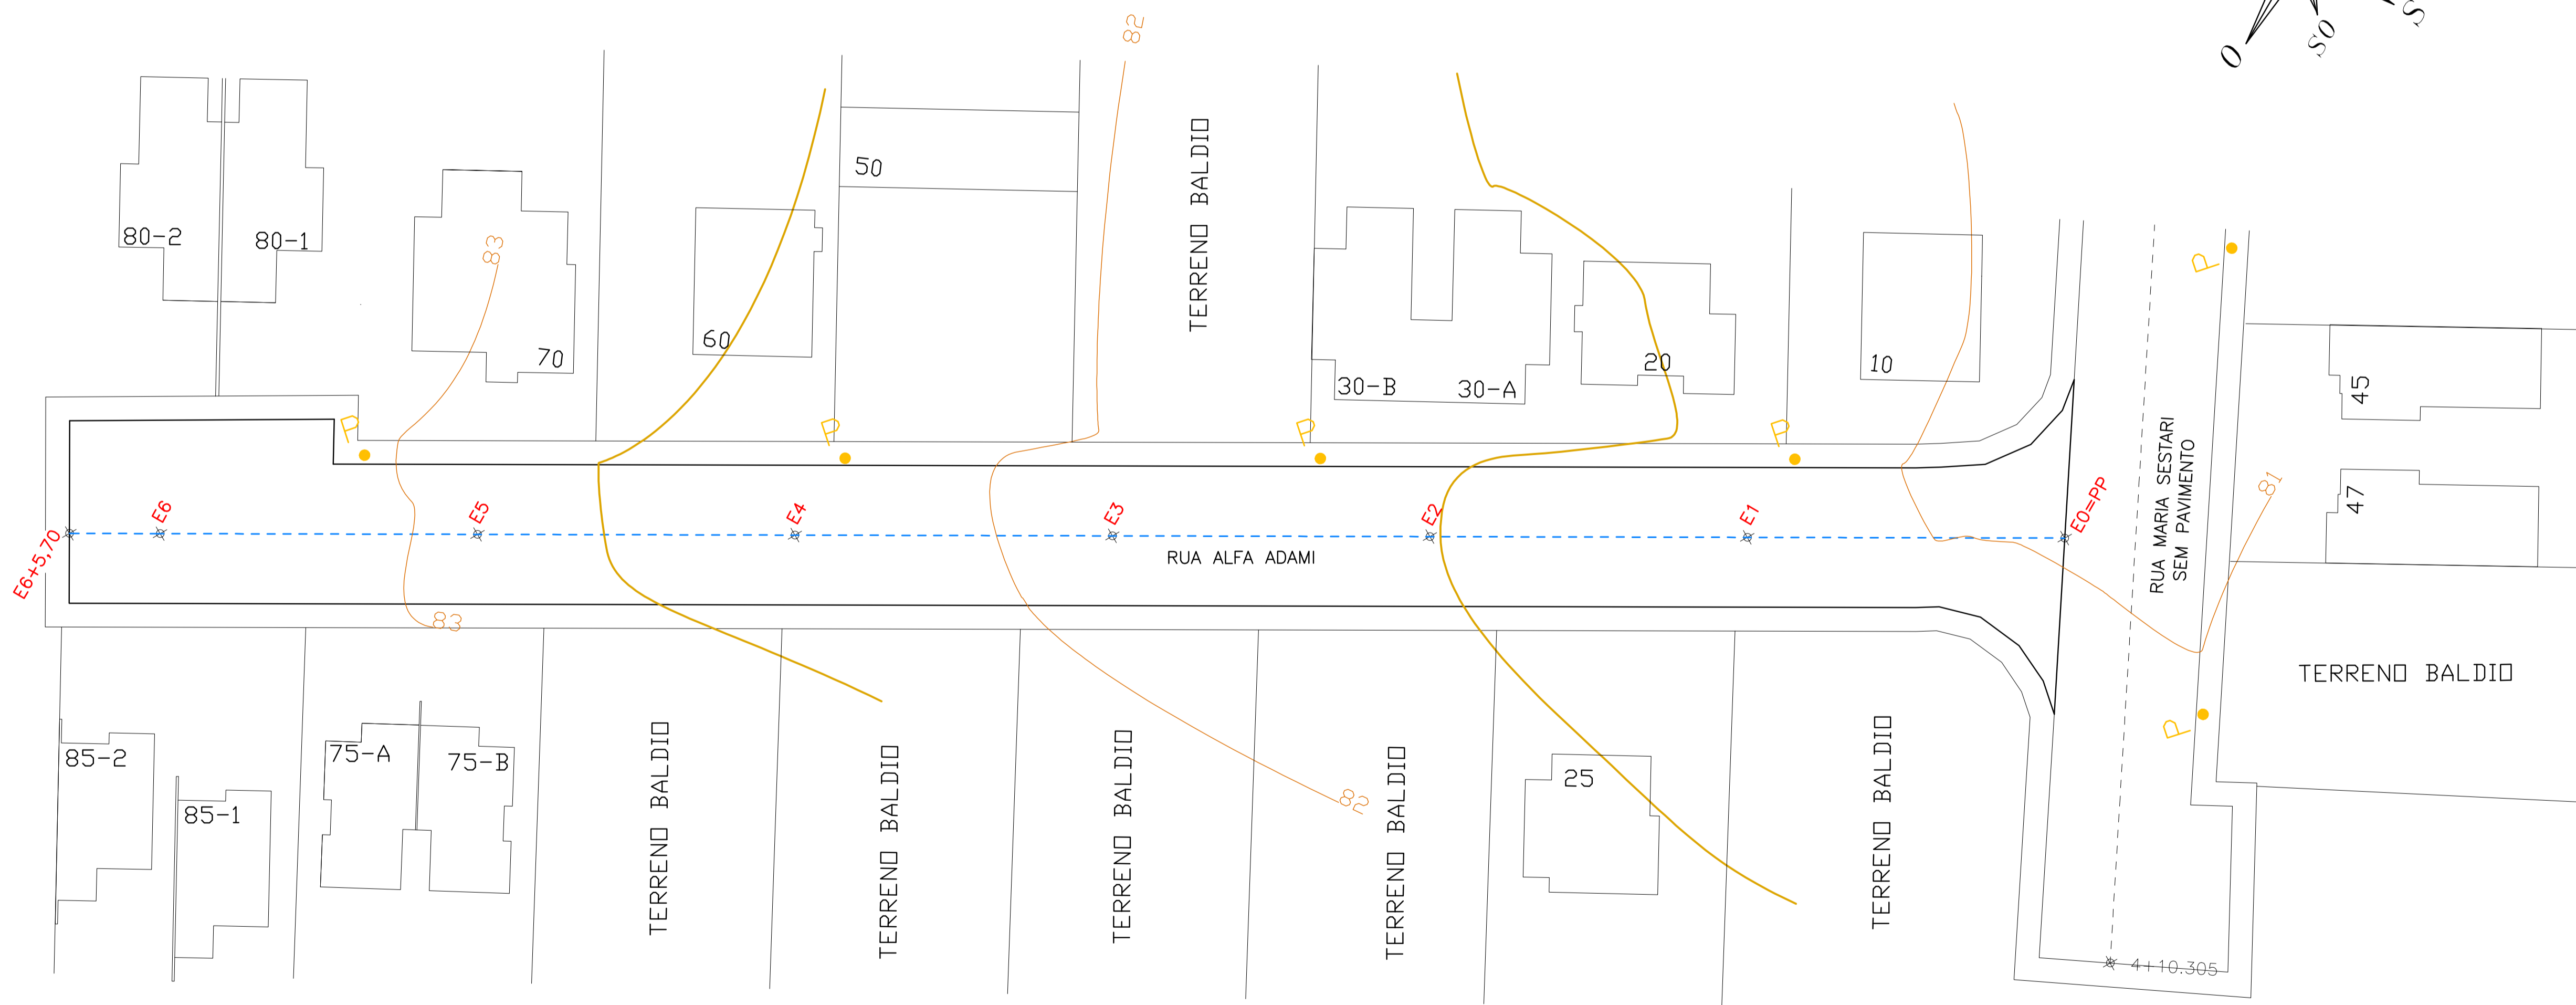 O
SO
S
82
80-2
80-1
83
70
60
50
TERRENO BALDIO
30-B
30-A
20
10
P
P
P
P
P
45
47
81
RUA MARIA SESTARI
SEM PAVIMENTO
E6+5,70
E6
E5
E4
E3
E2
E1
E0=PP
RUA ALFA ADAMI
83
82
85-2
85-1
75-A
75-B
TERRENO BALDIO
TERRENO BALDIO
TERRENO BALDIO
TERRENO BALDIO
25
TERRENO BALDIO
TERRENO BALDIO
P
4+10.305